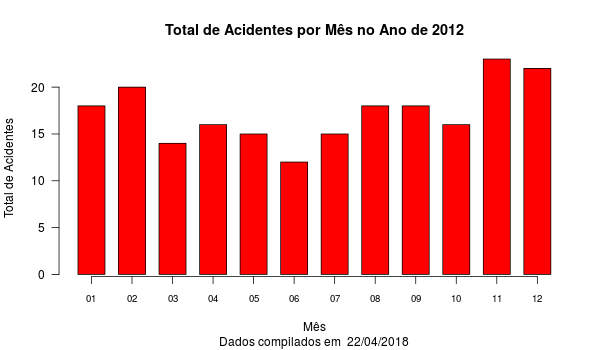 Total de Acidentes por Mês no Ano de 2012
Total de Acidentes
20
15
10
5
0
01 02 03 04 05 06 07 08 09 10 11 12
Mês
Dados compilados em  22/04/2018